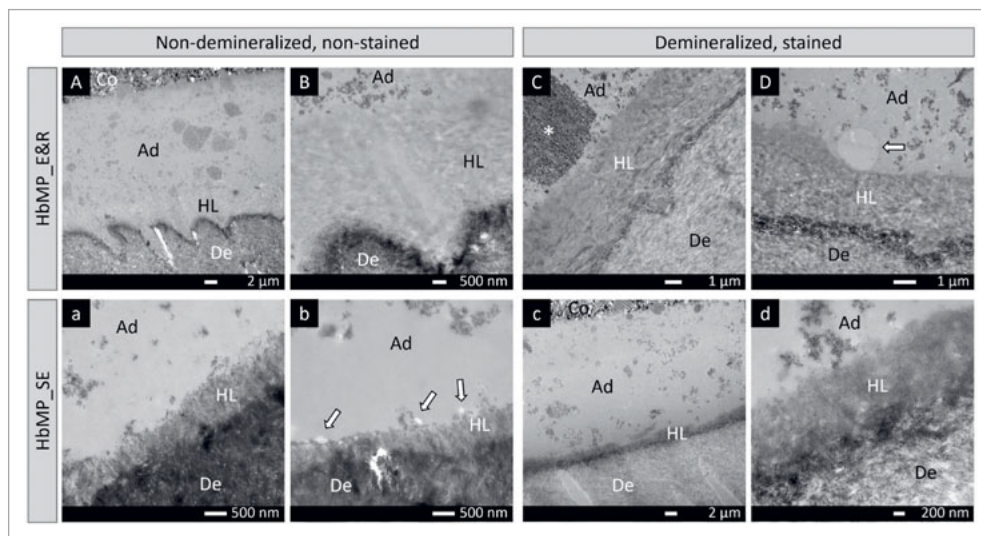 Non-demineralized, non-stained
Demineralized, stained
HbMP_E&R
A
Co
Ad
HL
De
2 µm
B
Ad
HL
De
500 nm
C
Ad
*
HL
De
1 µm
D
Ad
HL
De
1 µm
HbMP_SE
a
Ad
HL
De
500 nm
b
Ad
HL
De
500 nm
c
Co
Ad
HL
De
2 µm
d
Ad
HL
De
200 nm